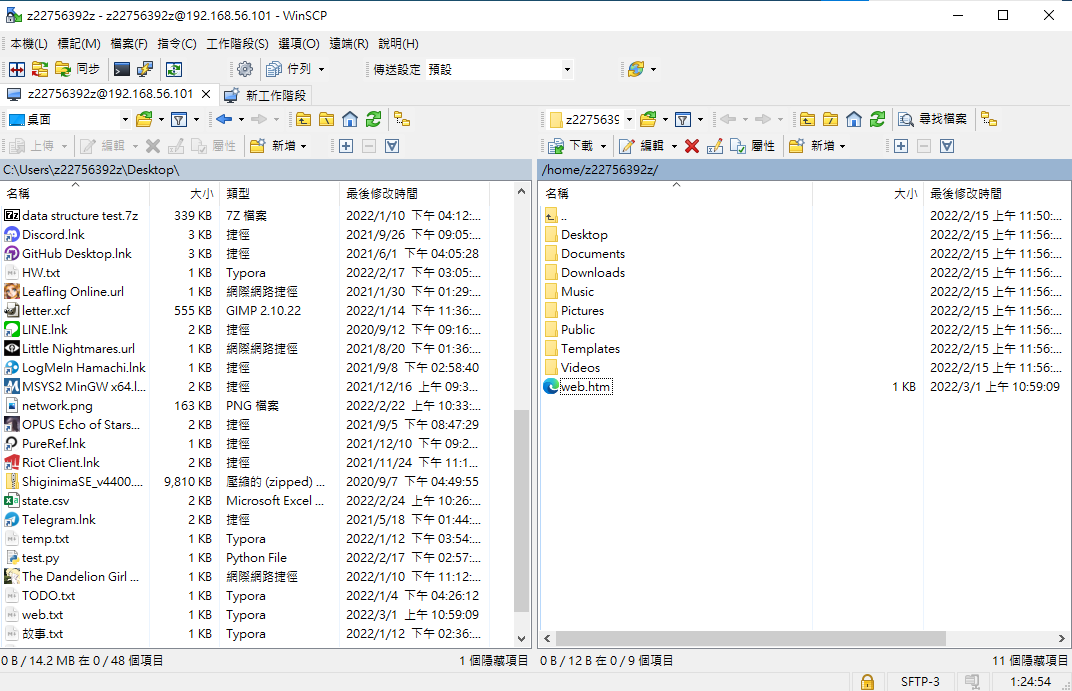 z22756392z - z22756392z@192.168.56.101 - WinSCP
本機(L) 標記(M) 檔案(F) 指令(C) 工作階段(S) 選項(O) 遠端(R) 說明(H)
同步 佇列 傳送設定 預設
z22756392z@192.168.56.101 × 新工作階段
桌面 z2275639 尋找檔案
上傳 編輯 屬性 新增 下載 編輯 屬性 新增
C:\Users\z22756392z\Desktop\ /home/z22756392z/
名稱 大小 類型 最後修改時間 名稱 大小 最後修改時間
data structure test.7z 339 KB 7Z 檔案 2022/1/10 下午 04:12:... .. 2022/2/15 上午 11:50:...
Discord.lnk 3 KB 捷徑 2021/9/26 下午 09:05:... Desktop 2022/2/15 上午 11:56:...
GitHub Desktop.lnk 3 KB 捷徑 2021/6/1 下午 04:05:28 Documents 2022/2/15 上午 11:56:...
HW.txt 1 KB Typora 2022/2/17 下午 03:05:... Downloads 2022/2/15 上午 11:56:...
Leafling Online.url 1 KB 網際網路捷徑 2021/1/30 下午 01:29:... Music 2022/2/15 上午 11:56:...
letter.xcf 555 KB GIMP 2.10.22 2022/1/14 下午 11:36:... Pictures 2022/2/15 上午 11:56:...
LINE.lnk 2 KB 捷徑 2020/9/12 下午 09:16:... Public 2022/2/15 上午 11:56:...
Little Nightmares.url 1 KB 網際網路捷徑 2021/8/20 下午 01:36:... Templates 2022/2/15 上午 11:56:...
LogMeIn Hamachi.lnk 1 KB 捷徑 2021/9/8 下午 02:58:40 Videos 2022/2/15 上午 11:56:...
MSYS2 MinGW x64.l... 2 KB 捷徑 2021/12/16 上午 09:3... web.htm 1 KB 2022/3/1 上午 10:59:09
network.png 163 KB PNG 檔案 2022/2/22 上午 10:33:...
OPUS Echo of Stars... 2 KB 捷徑 2021/9/5 下午 08:47:29
PureRef.lnk 1 KB 捷徑 2021/12/10 下午 09:2...
Riot Client.lnk 2 KB 捷徑 2021/11/24 下午 11:1...
ShiginimaSE_v4400.... 9,810 KB 壓縮的 (zipped) ... 2020/9/7 下午 04:49:55
state.csv 2 KB Microsoft Excel ... 2022/2/24 上午 10:26:...
Telegram.lnk 2 KB 捷徑 2021/5/18 下午 01:44:...
temp.txt 1 KB Typora 2022/1/12 下午 03:54:...
test.py 1 KB Python File 2022/2/17 下午 02:57:...
The Dandelion Girl ... 1 KB 網際網路捷徑 2022/1/10 下午 11:12:...
TODO.txt 1 KB Typora 2022/1/4 下午 04:26:12
web.txt 1 KB Typora 2022/3/1 上午 10:59:09
故事.txt 1 KB Typora 2022/1/12 下午 02:36:...
0 B / 14.2 MB 在 0 / 48 個項目 1 個隱藏項目 0 B / 12 B 在 0 / 9 個項目 11 個隱藏項目
SFTP-3 1:24:54